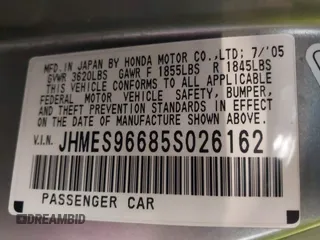 MFD. IN JAPAN BY HONDA MOTOR CO.,LTD; 7/'05
GVWR 3620LBS GAWR F 1855LBS R 1845LBS
THIS VEHICLE CONFORMS TO ALL APPLICABLE
FEDERAL MOTOR VEHICLE SAFETY, BUMPER,
AND THEFT PREVENTION STANDARDS IN EFFECT
ON THE DATE OF MANUFACTURE SHOWN ABOVE.
V.I.N. JHMES96685S026162
PASSENGER CAR
DREAMBID